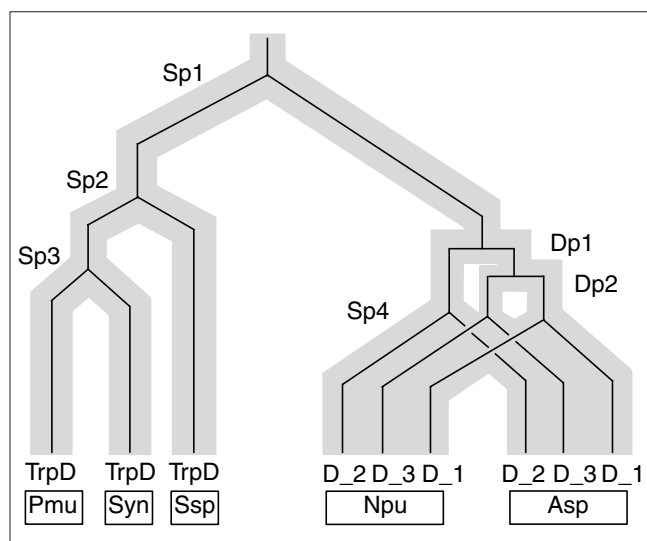 Sp1
Sp2
Dp1
Sp3
Dp2
Sp4
TrpD TrpD TrpD D_2 D_3 D_1 D_2 D_3 D_1
Pmu Syn Ssp Npu Asp